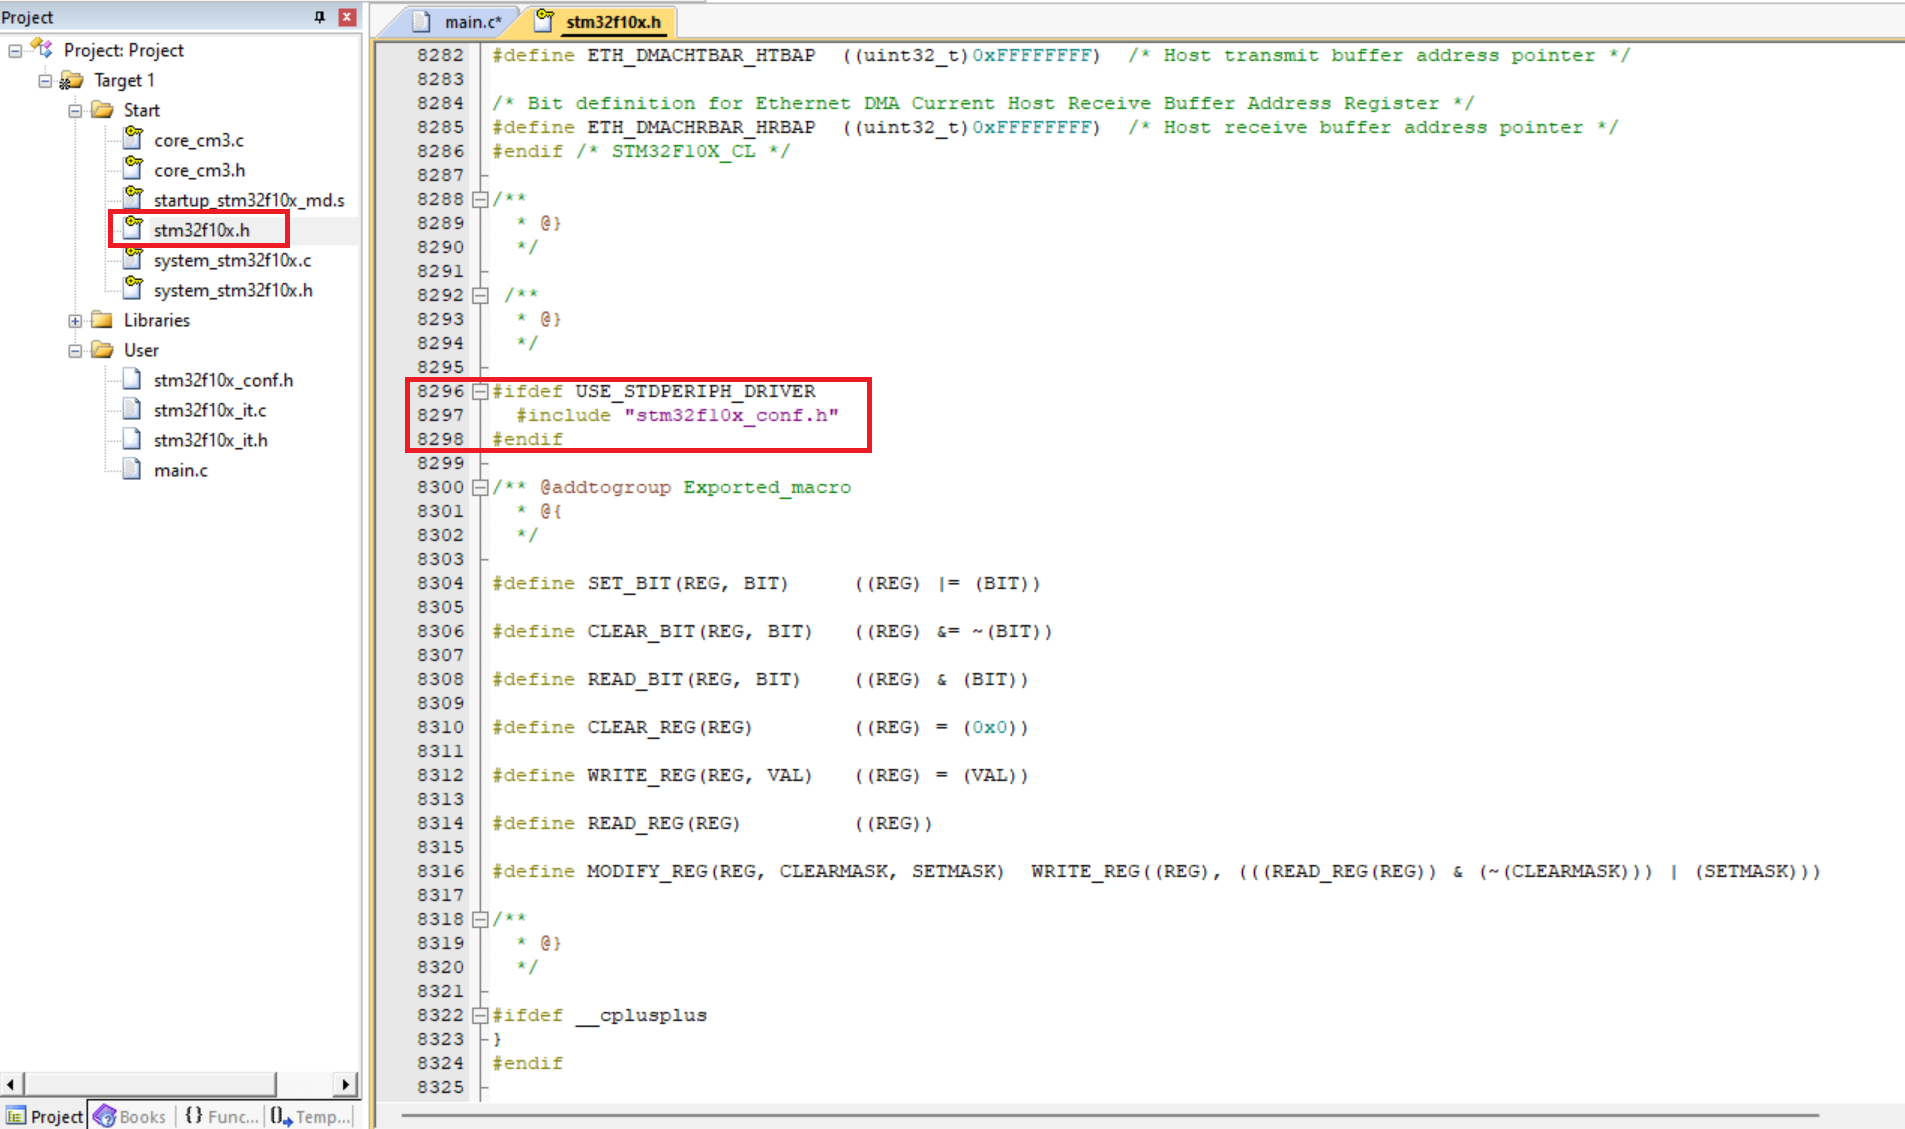 Project
Project: Project
Target 1
Start
core_cm3.c
core_cm3.h
startup_stm32f10x_md.s
stm32f10x.h
system_stm32f10x.c
system_stm32f10x.h
Libraries
User
stm32f10x_conf.h
stm32f10x_it.c
stm32f10x_it.h
main.c
Project Books {} Func... Temp...
main.c* stm32f10x.h
8282 #define ETH_DMACHTBAR_HTBAP ((uint32_t)0xFFFFFFFF) /* Host transmit buffer address pointer */
8283
8284 /* Bit definition for Ethernet DMA Current Host Receive Buffer Address Register */
8285 #define ETH_DMACHRBAR_HRBAP ((uint32_t)0xFFFFFFFF) /* Host receive buffer address pointer */
8286 #endif /* STM32F10X_CL */
8287
8288 /**
8289 * @}
8290 */
8291
8292 /**
8293 * @}
8294 */
8295
8296 #ifdef USE_STDPERIPH_DRIVER
8297 #include "stm32f10x_conf.h"
8298 #endif
8299
8300 /** @addtogroup Exported_macro
8301 * @{
8302 */
8303
8304 #define SET_BIT(REG, BIT) ((REG) |= (BIT))
8305
8306 #define CLEAR_BIT(REG, BIT) ((REG) &= ~(BIT))
8307
8308 #define READ_BIT(REG, BIT) ((REG) & (BIT))
8309
8310 #define CLEAR_REG(REG) ((REG) = (0x0))
8311
8312 #define WRITE_REG(REG, VAL) ((REG) = (VAL))
8313
8314 #define READ_REG(REG) ((REG))
8315
8316 #define MODIFY_REG(REG, CLEARMASK, SETMASK) WRITE_REG((REG), (((READ_REG(REG)) & (~(CLEARMASK))) | (SETMASK)))
8317
8318 /**
8319 * @}
8320 */
8321
8322 #ifdef __cplusplus
8323 }
8324 #endif
8325